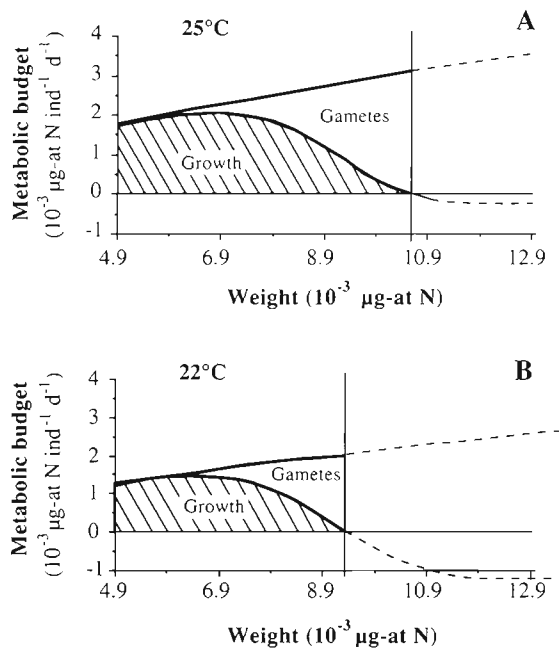 25°C
A
Metabolic budget
(10⁻³ µg-at N ind⁻¹ d⁻¹)
4
3
2
1
0
-1
Gametes
Growth
4.9
6.9
8.9
10.9
12.9
Weight (10⁻³ µg-at N)
22°C
B
Metabolic budget
(10⁻³ µg-at N ind⁻¹ d⁻¹)
4
3
2
1
0
-1
Gametes
Growth
4.9
6.9
8.9
10.9
12.9
Weight (10⁻³ µg-at N)